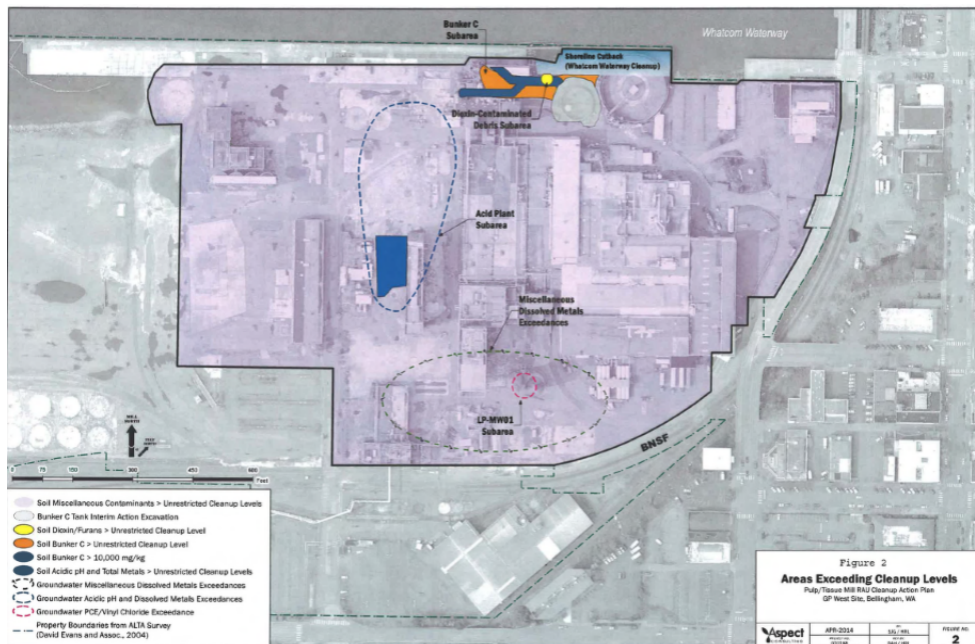 Bunker C
Subarea
Whatcom Waterway
Shoreline Cutback
(Whatcom Waterway Cleanup)
Dioxin-Contaminated
Debris Subarea
Acid Plant
Subarea
Miscellaneous
Dissolved Metals
Exceedances
LP-MW01
Subarea
BNSF
NORTH
0 75 150 300 450 600
Feet
Soil Miscellaneous Contaminants > Unrestricted Cleanup Levels
Bunker C Tank Interim Action Excavation
Soil Dioxin/Furans > Unrestricted Cleanup Level
Soil Bunker C > Unrestricted Cleanup Level
Soil Bunker C > 10,000 mg/kg
Soil Acidic pH and Total Metals > Unrestricted Cleanup Levels
Groundwater Miscellaneous Dissolved Metals Exceedances
Groundwater Acidic pH and Dissolved Metals Exceedances
Groundwater PCE/Vinyl Chloride Exceedance
Property Boundaries from ALTA Survey
(David Evans and Assoc., 2004)
Figure 2
Areas Exceeding Cleanup Levels
Pulp/Tissue Mill RAU Cleanup Action Plan
GP West Site, Bellingham, WA
Aspect
CONSULTING
APR-2014
FIGURE NO.
2